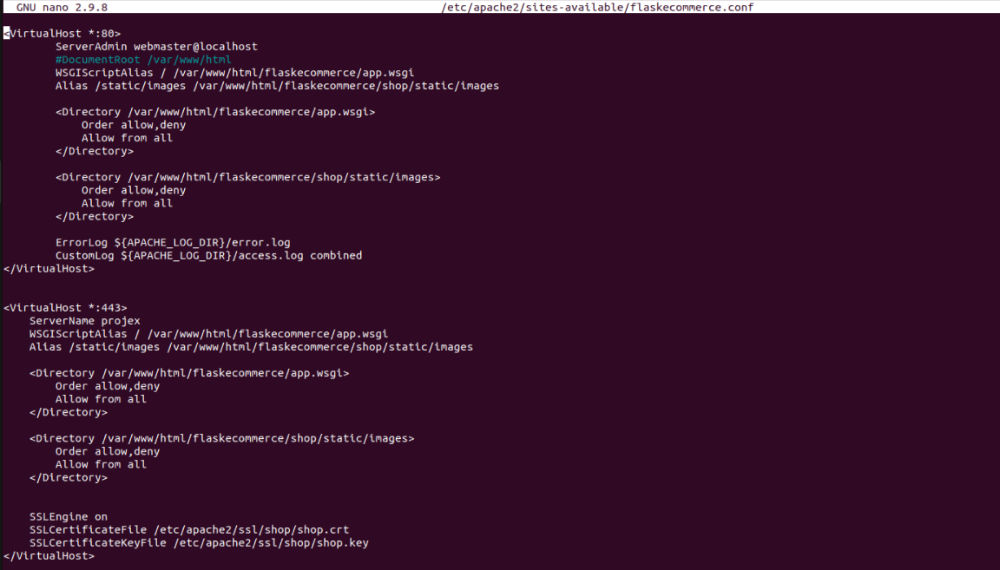 GNU nano 2.9.8 /etc/apache2/sites-available/flaskecommerce.conf
<VirtualHost *:80>
ServerAdmin webmaster@localhost
#DocumentRoot /var/www/html
WSGIScriptAlias / /var/www/html/flaskecommerce/app.wsgi
Alias /static/images /var/www/html/flaskecommerce/shop/static/images
<Directory /var/www/html/flaskecommerce/app.wsgi>
Order allow,deny
Allow from all
</Directory>
<Directory /var/www/html/flaskecommerce/shop/static/images>
Order allow,deny
Allow from all
</Directory>
ErrorLog ${APACHE_LOG_DIR}/error.log
CustomLog ${APACHE_LOG_DIR}/access.log combined
</VirtualHost>
<VirtualHost *:443>
ServerName projex
WSGIScriptAlias / /var/www/html/flaskecommerce/app.wsgi
Alias /static/images /var/www/html/flaskecommerce/shop/static/images
<Directory /var/www/html/flaskecommerce/app.wsgi>
Order allow,deny
Allow from all
</Directory>
<Directory /var/www/html/flaskecommerce/shop/static/images>
Order allow,deny
Allow from all
</Directory>
SSLEngine on
SSLCertificateFile /etc/apache2/ssl/shop/shop.crt
SSLCertificateKeyFile /etc/apache2/ssl/shop/shop.key
</VirtualHost>